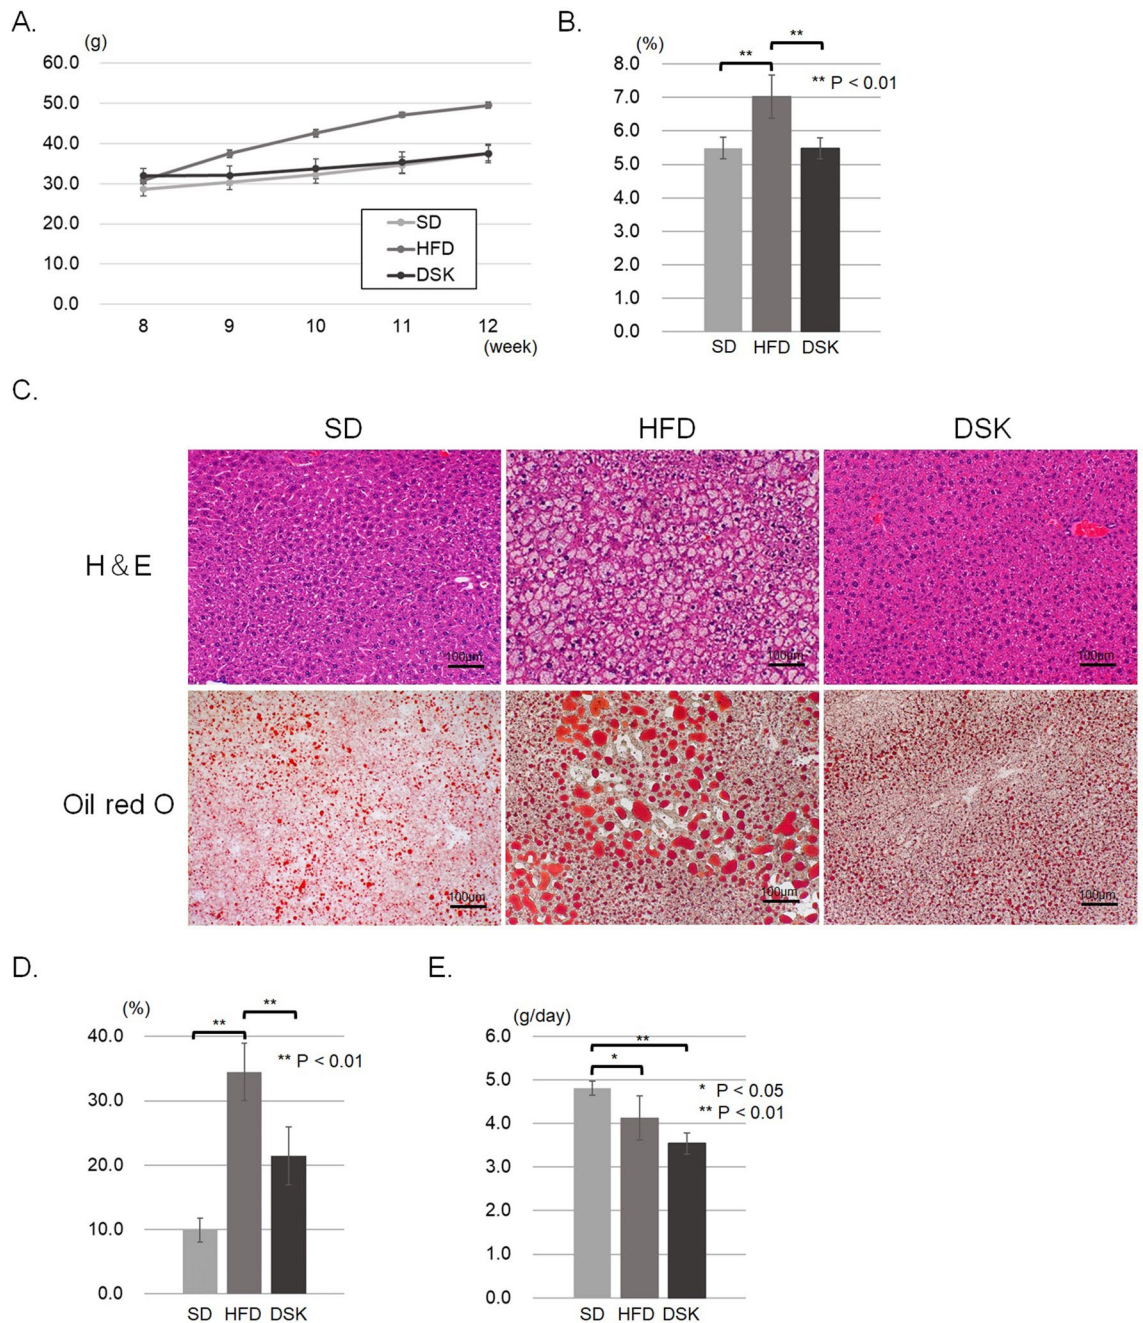 A.
(g)
60.0
50.0
40.0
30.0
20.0
10.0
0.0
8 9 10 11 12
(week)
SD
HFD
DSK
B.
(%)
** **
** P < 0.01
8.0
7.0
6.0
5.0
4.0
3.0
2.0
1.0
0.0
SD HFD DSK
C.
SD HFD DSK
H & E
100μm 100μm 100μm
Oil red O
100μm 100μm 100μm
D.
(%)
** **
** P < 0.01
40.0
30.0
20.0
10.0
0.0
SD HFD DSK
E.
(g/day)
**
*
* P < 0.05
** P < 0.01
6.0
5.0
4.0
3.0
2.0
1.0
0.0
SD HFD DSK